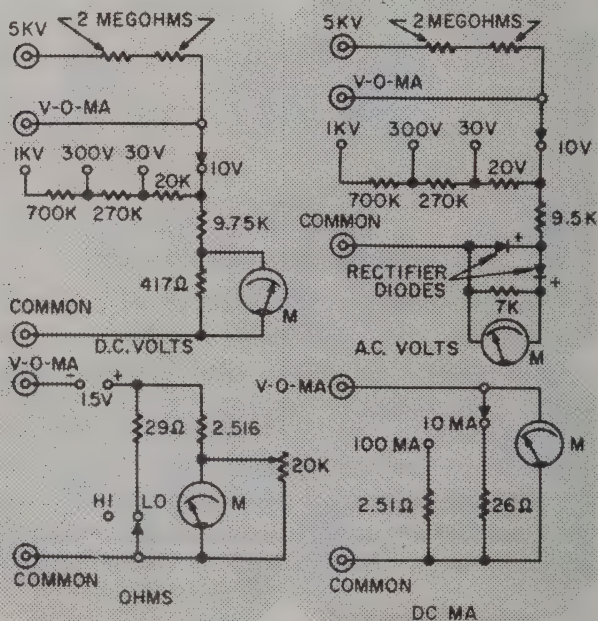 2 MEGOHMS
5KV
V-O-MA
1KV 300V 30V
10V
20K
700K 270K
9.75K
417Ω
M
COMMON
D.C. VOLTS
2 MEGOHMS
5KV
V-O-MA
1KV 300V 30V
10V
20V
700K 270K
9.5K
COMMON
+
RECTIFIER
DIODES
+
7K
M
A.C. VOLTS
V-O-MA
- +
1.5V
29Ω 2.516
20K
HI LO
M
COMMON
OHMS
V-O-MA
10 MA
100 MA
M
2.51Ω 26Ω
COMMON
DC MA